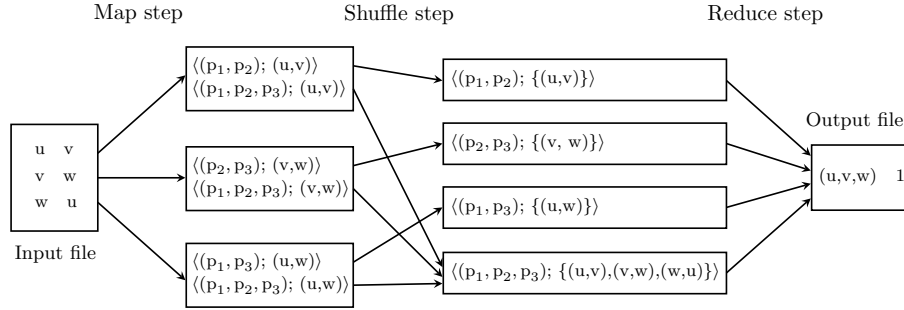 Map step
Shuffle step
Reduce step
u v
v w
w u
Input file
⟨(p₁, p₂); (u,v)⟩
⟨(p₁, p₂, p₃); (u,v)⟩
⟨(p₂, p₃); (v,w)⟩
⟨(p₁, p₂, p₃); (v,w)⟩
⟨(p₁, p₃); (u,w)⟩
⟨(p₁, p₂, p₃); (u,w)⟩
⟨(p₁, p₂; {(u,v)}⟩
⟨(p₂, p₃; {(v, w)}⟩
⟨(p₁, p₃; {(u,w)}⟩
⟨(p₁, p₂, p₃; {(u,v),(v,w),(w,u)}⟩
Output file
(u,v,w) 1